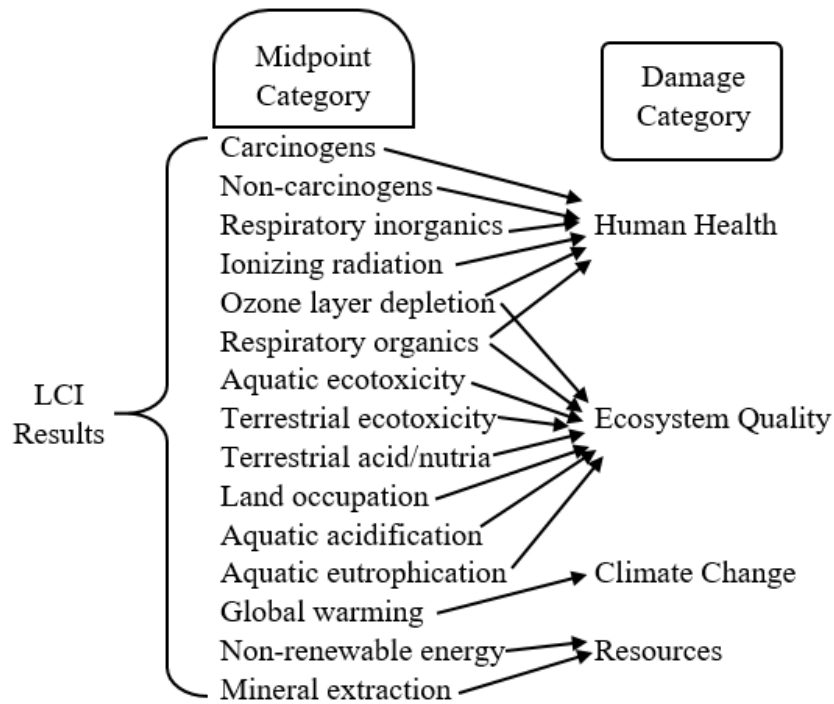 Midpoint
Category
Damage
Category
LCI
Results
Carcinogens
Non-carcinogens
Respiratory inorganics
Ionizing radiation
Ozone layer depletion
Respiratory organics
Aquatic ecotoxicity
Terrestrial ecotoxicity
Terrestrial acid/nutria
Land occupation
Aquatic acidification
Aquatic eutrophication
Global warming
Non-renewable energy
Mineral extraction
Human Health
Ecosystem Quality
Climate Change
Resources